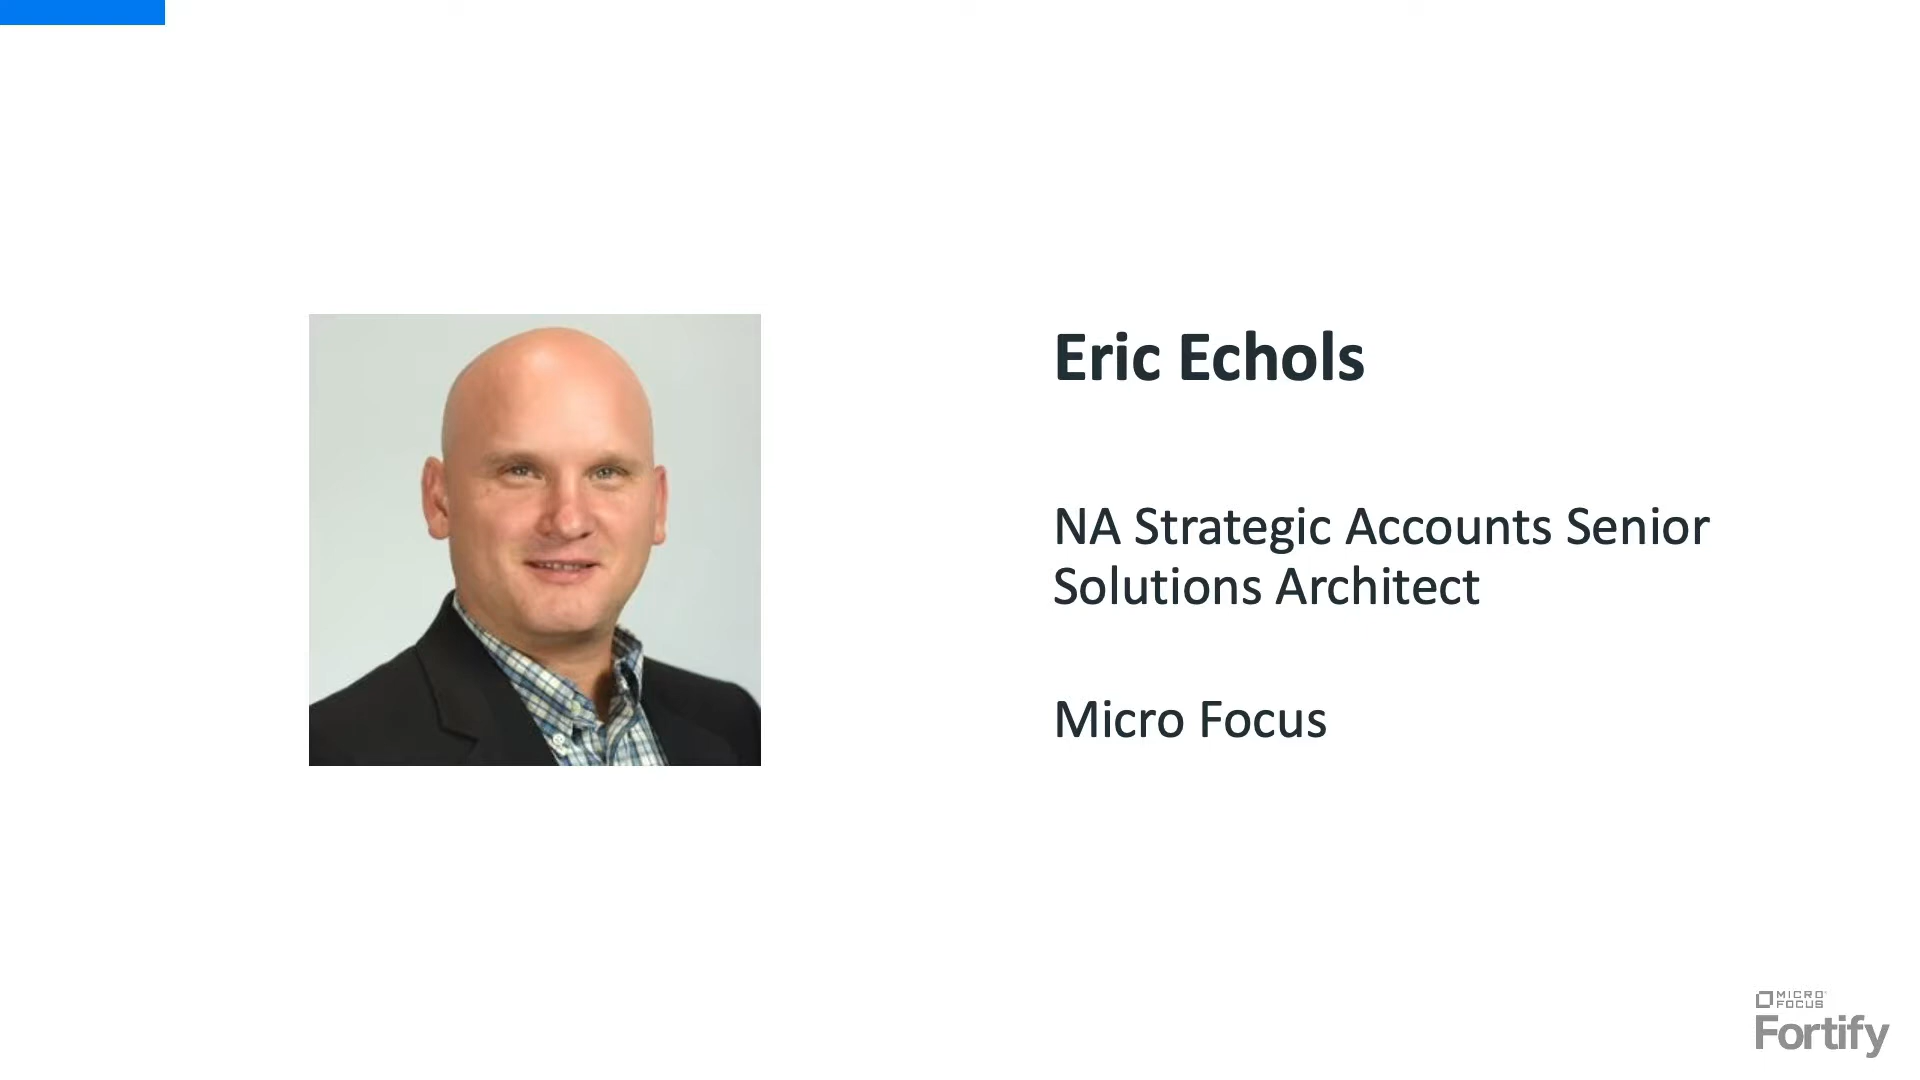 Eric Echols
NA Strategic Accounts Senior
Solutions Architect
Micro Focus
MICRO
FOCUS
Fortify